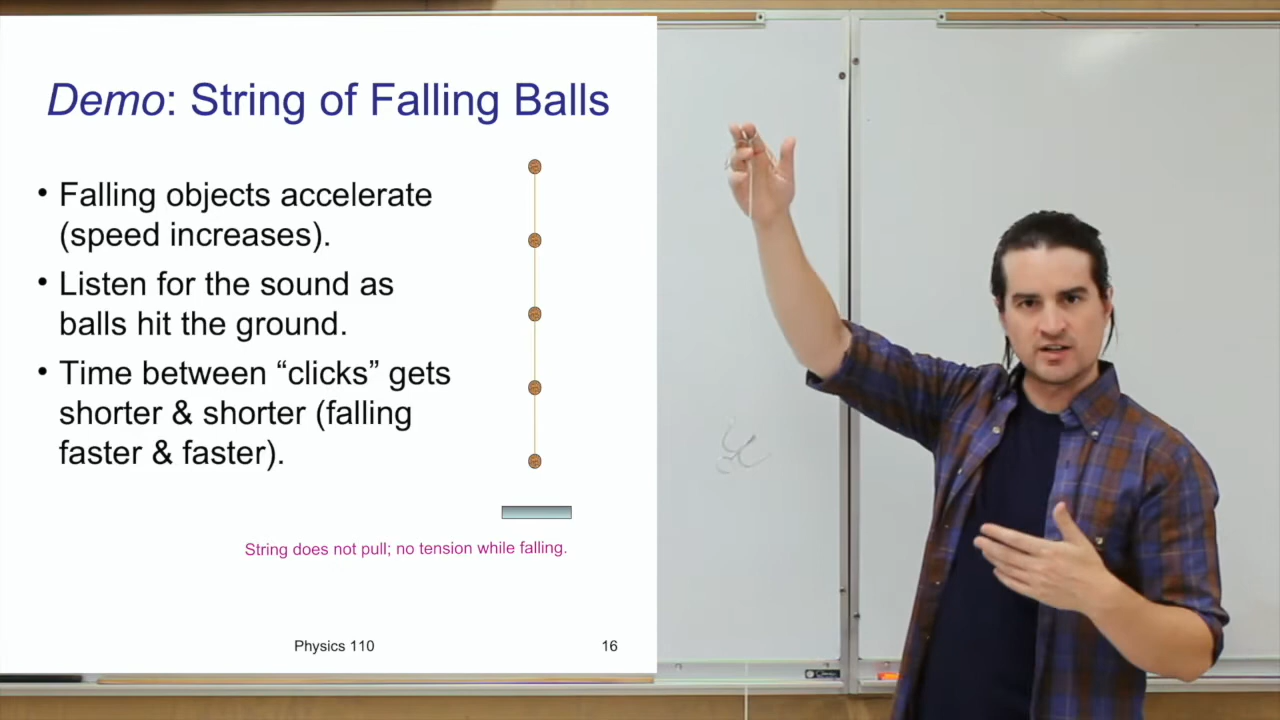 Demo: String of Falling Balls
• Falling objects accelerate
(speed increases).
• Listen for the sound as
balls hit the ground.
• Time between “clicks” gets
shorter & shorter (falling
faster & faster).
String does not pull; no tension while falling.
Physics 110
16